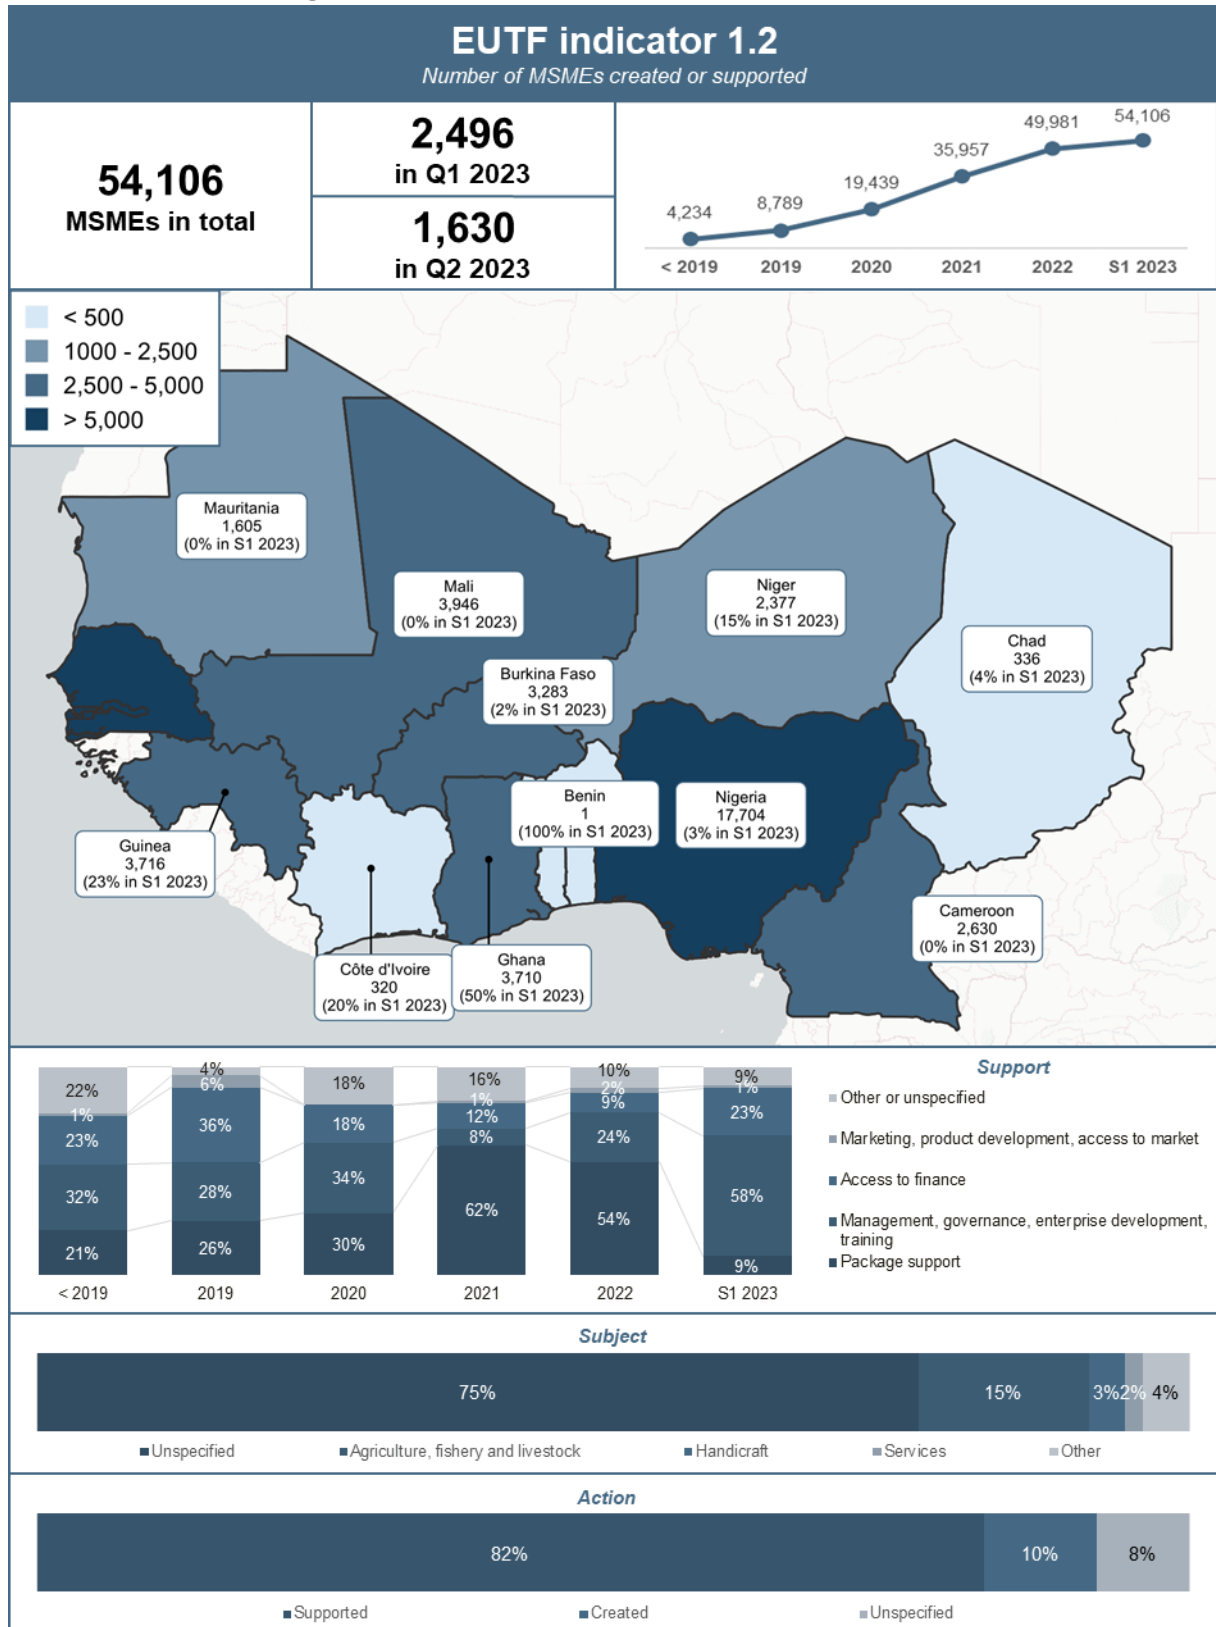 EUTF indicator 1.2
Number of MSMEs created or supported
54,106
MSMEs in total
2,496
in Q1 2023
1,630
in Q2 2023
4,234
8,789
19,439
35,957
49,981
54,106
< 2019
2019
2020
2021
2022
S1 2023
< 500
1000 - 2,500
2,500 - 5,000
> 5,000
Mauritania
1,605
(0% in S1 2023)
Mali
3,946
(0% in S1 2023)
Niger
2,377
(15% in S1 2023)
Chad
336
(4% in S1 2023)
Burkina Faso
3,283
(2% in S1 2023)
Benin
1
(100% in S1 2023)
Nigeria
17,704
(3% in S1 2023)
Guinea
3,716
(23% in S1 2023)
Côte d'Ivoire
320
(20% in S1 2023)
Ghana
3,710
(50% in S1 2023)
Cameroon
2,630
(0% in S1 2023)
Support
22%
1%
23%
32%
21%
4%
6%
36%
28%
26%
18%
18%
34%
30%
16%
1%
12%
8%
62%
10%
2%
9%
24%
54%
9%
1%
23%
58%
9%
< 2019
2019
2020
2021
2022
S1 2023
Other or unspecified
Marketing, product development, access to market
Access to finance
Management, governance, enterprise development,
training
Package support
Subject
75%
15%
3%
2%
4%
Unspecified
Agriculture, fishery and livestock
Handicraft
Services
Other
Action
82%
10%
8%
Supported
Created
Unspecified